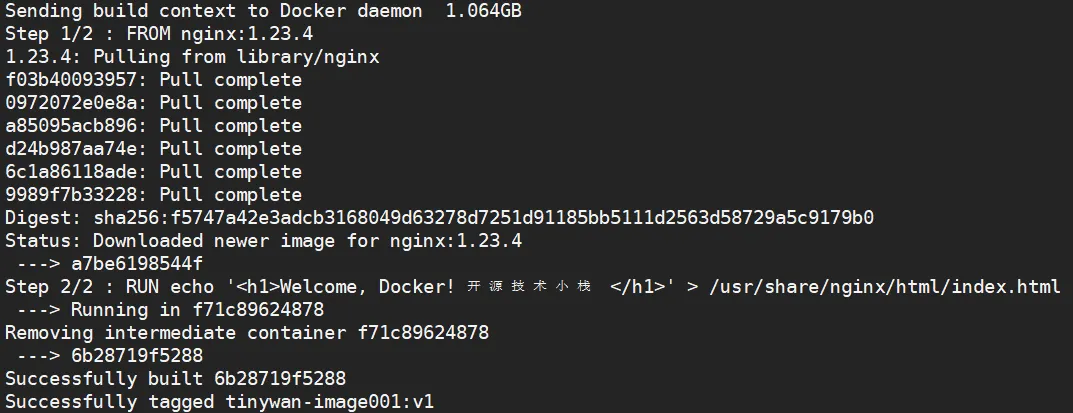 Sending build context to Docker daemon  1.064GB
Step 1/2 : FROM nginx:1.23.4
1.23.4: Pulling from library/nginx
f03b40093957: Pull complete
0972072e0e8a: Pull complete
a85095acb896: Pull complete
d24b987aa74e: Pull complete
6c1a86118ade: Pull complete
9989f7b33228: Pull complete
Digest: sha256:f5747a42e3adcb3168049d63278d7251d91185bb5111d2563d58729a5c9179b0
Status: Downloaded newer image for nginx:1.23.4
 ---> a7be6198544f
Step 2/2 : RUN echo '<h1>Welcome, Docker! 开源技术小栈 </h1>' > /usr/share/nginx/html/index.html
 ---> Running in f71c89624878
Removing intermediate container f71c89624878
 ---> 6b28719f5288
Successfully built 6b28719f5288
Successfully tagged tinywan-image001:v1